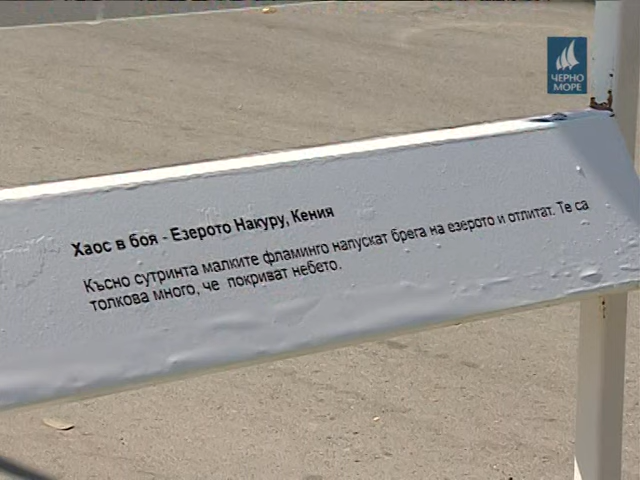 ЧЕРНО
МОРЕ
Хаос в боя - Езерото Накуру, Кения
Късно сутринта малките фламинго напускат брега на езерото и отлитат. Те са
толкова много, че покриват небето.